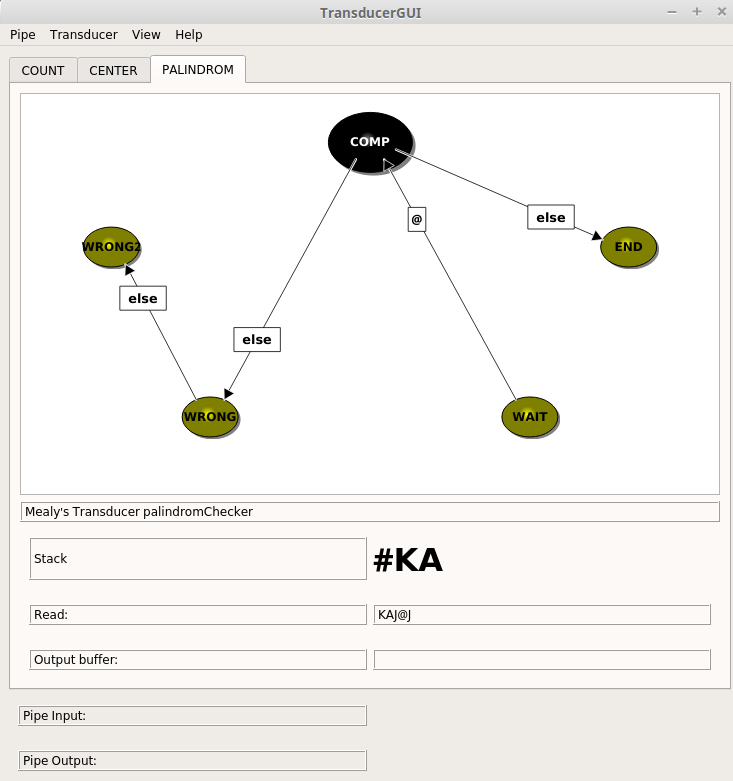 TransducerGUI
Pipe Transducer View Help
COUNT CENTER PALINDROM
COMP
@
else
WRONG2
END
else
else
WRONG
WAIT
Mealy's Transducer palindromChecker
Stack #KA
Read: KAJ@J
Output buffer:
Pipe Input:
Pipe Output: